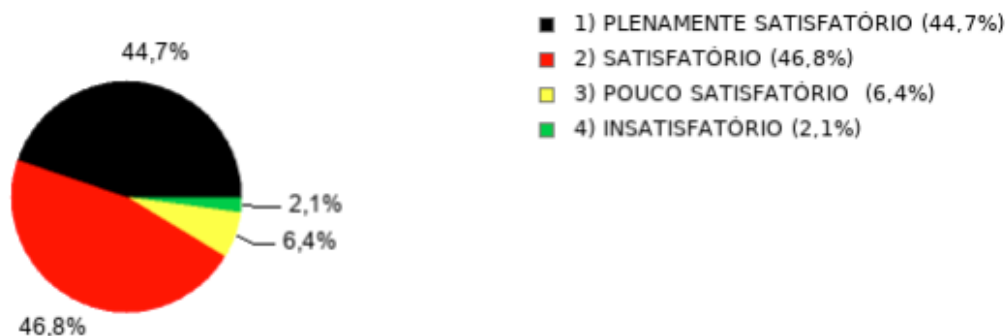 44,7%
2,1%
6,4%
46,8%
1) PLENAMENTE SATISFATÓRIO (44,7%)
2) SATISFATÓRIO (46,8%)
3) POUCO SATISFATÓRIO (6,4%)
4) INSATISFATÓRIO (2,1%)